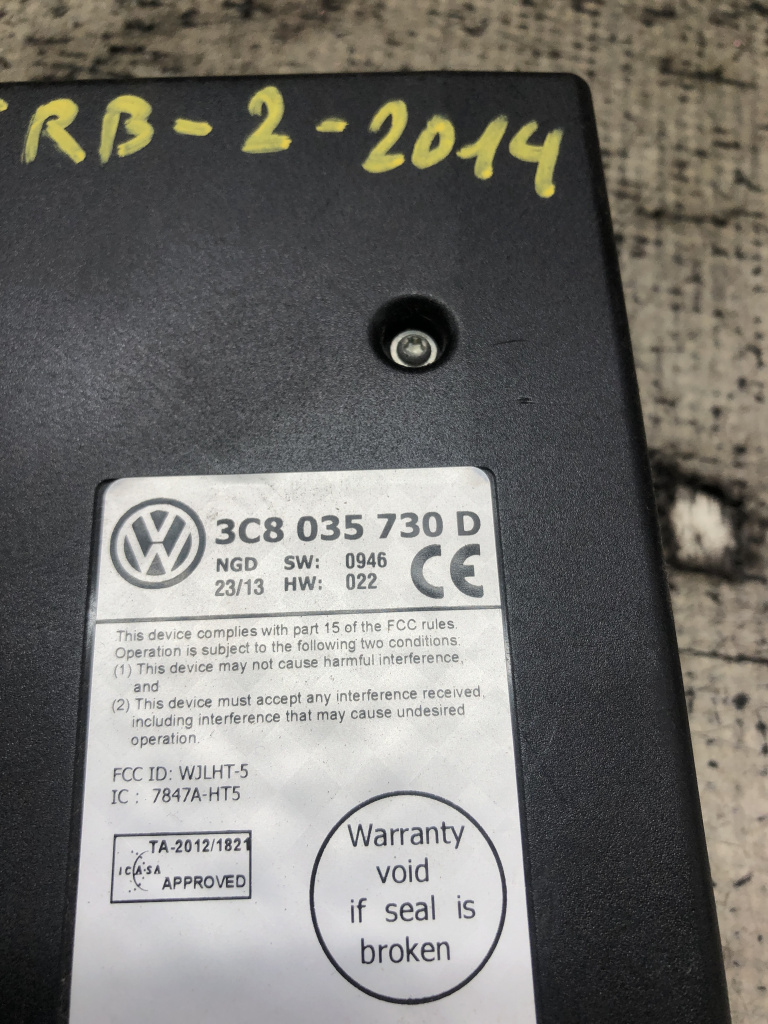 RB-2-2014
3C8 035 730 D
NGD SW: 0946
23/13 HW: 022
CE
This device complies with part 15 of the FCC rules.
Operation is subject to the following two conditions:
(1) This device may not cause harmful interference,
and
(2) This device must accept any interference received,
including interference that may cause undesired
operation.
FCC ID: WJLHT-5
IC : 7847A-HT5
TA-2012/1821
ICASA
APPROVED
Warranty
void
if seal is
broken